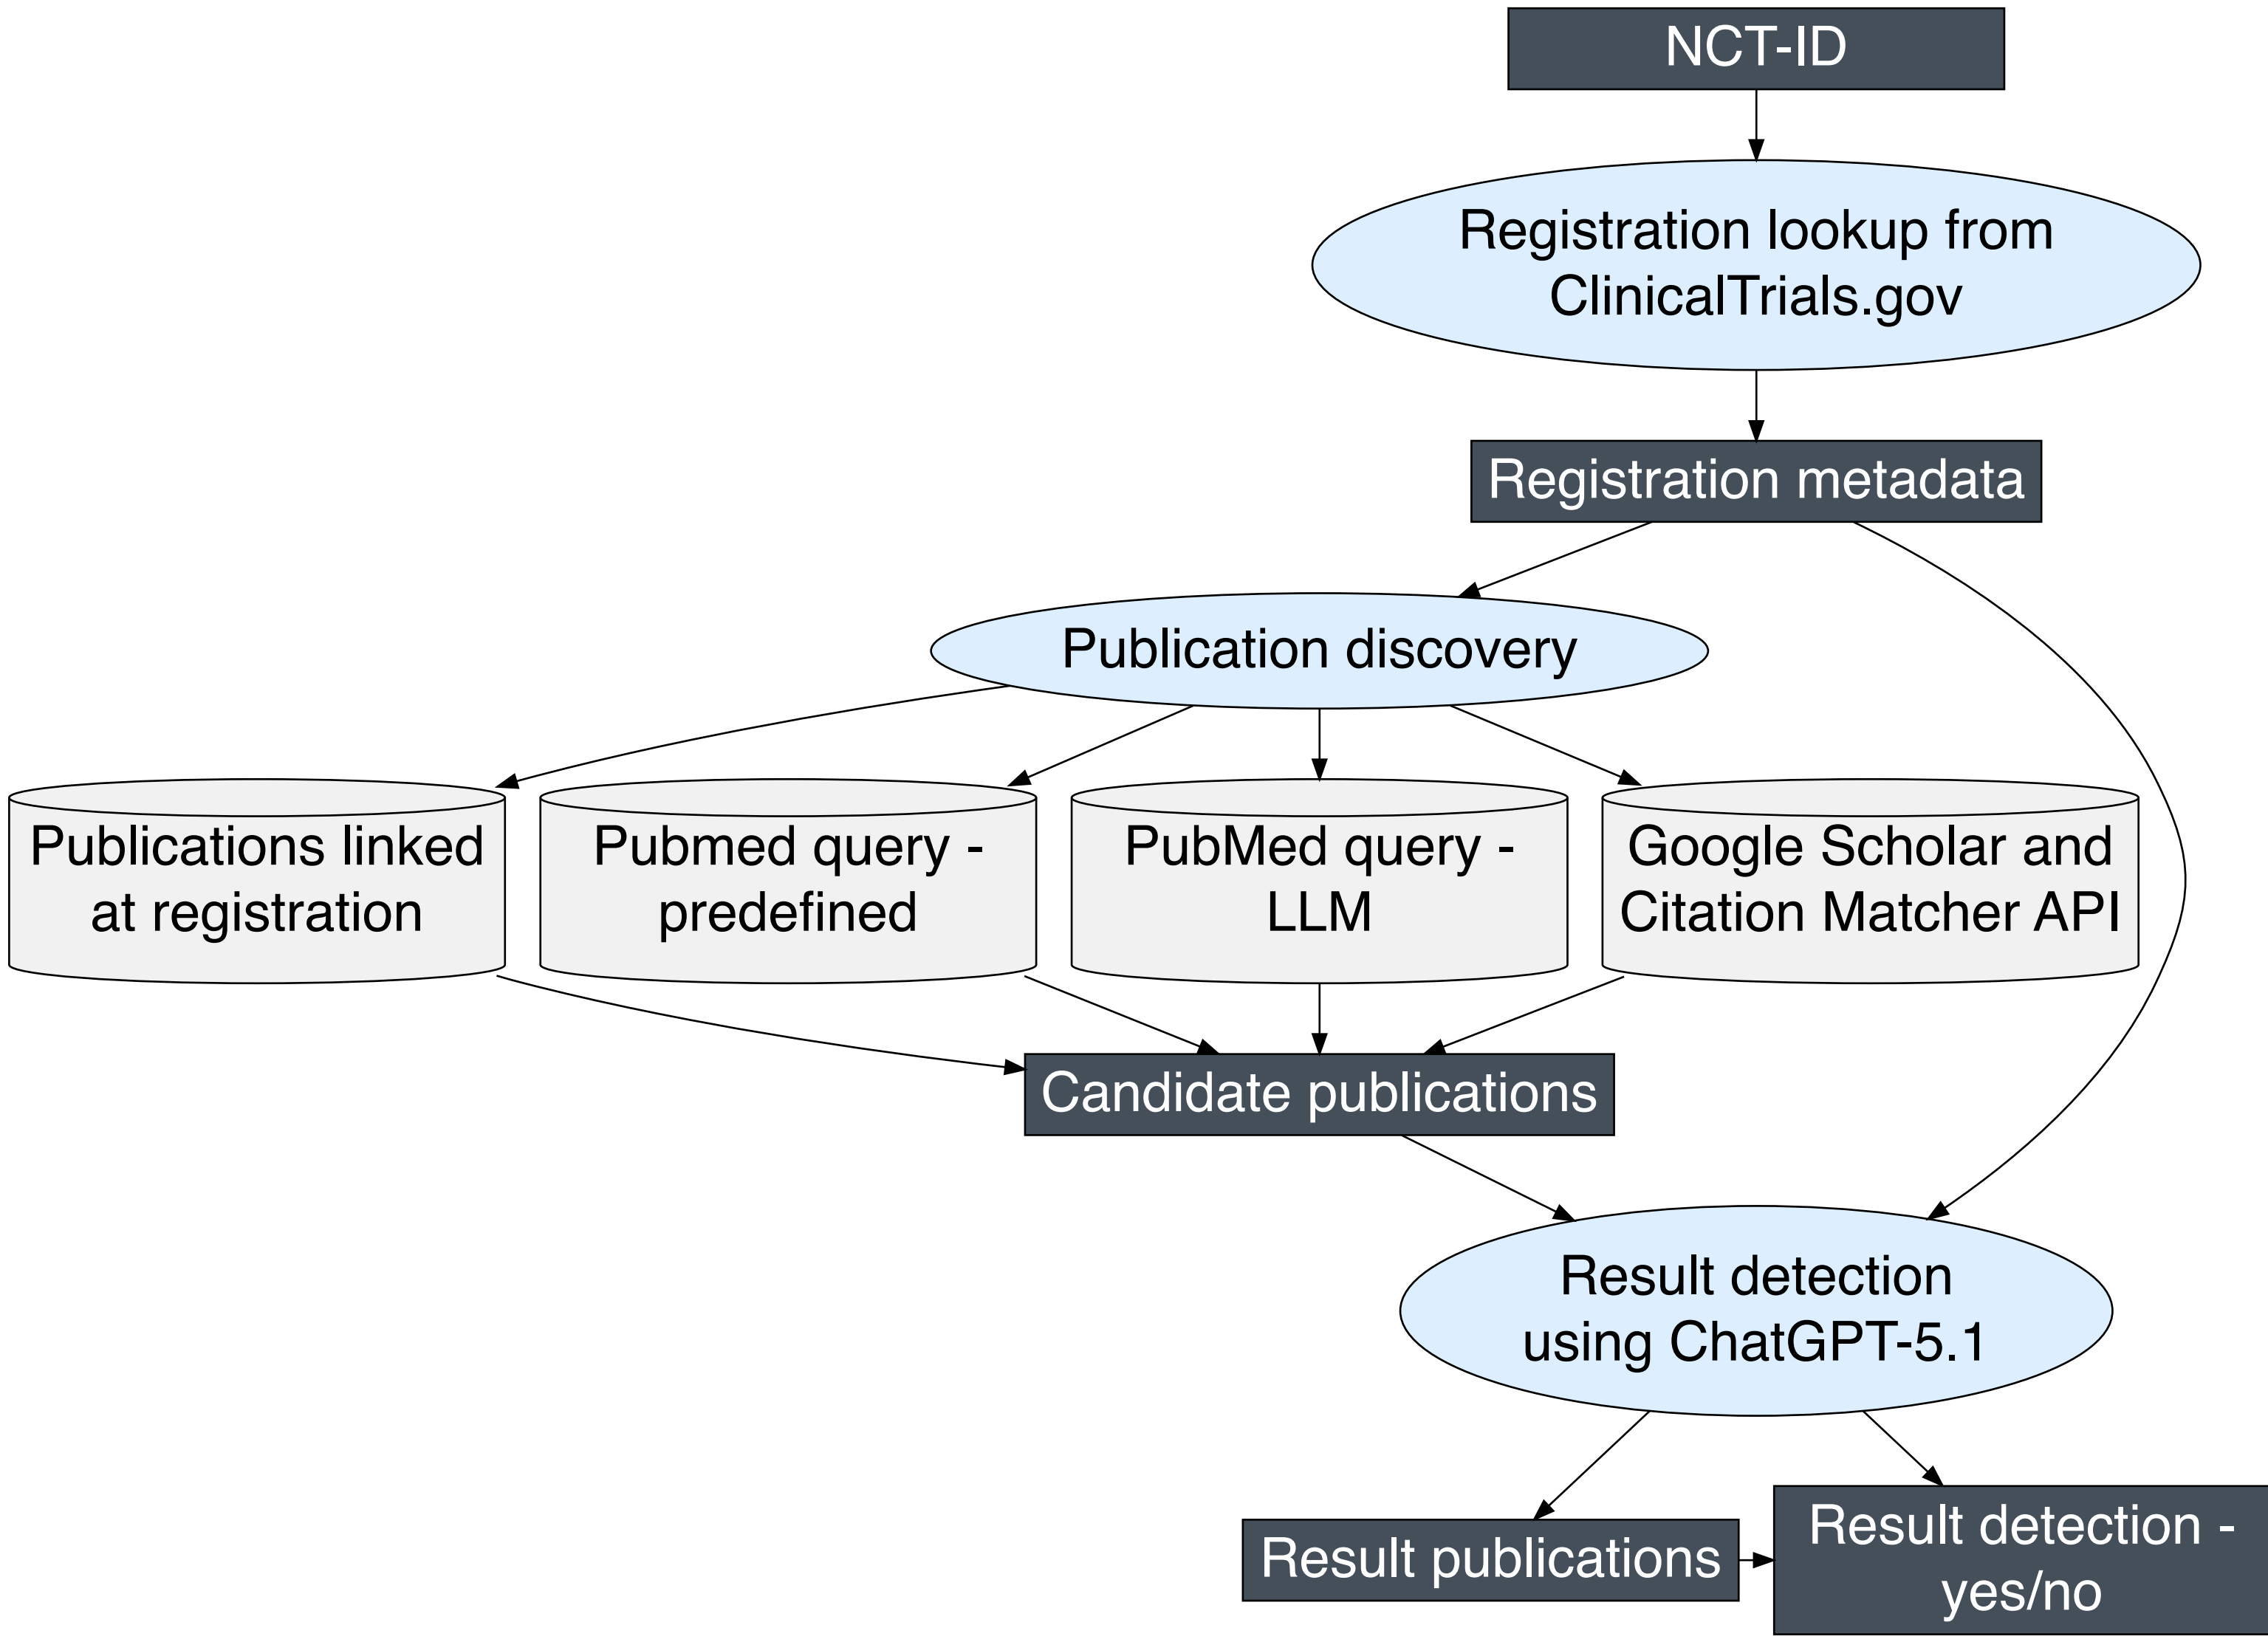 NCT-ID
Registration lookup from
ClinicalTrials.gov
Registration metadata
Publication discovery
Publications linked
at registration
Pubmed query -
predefined
PubMed query -
LLM
Google Scholar and
Citation Matcher API
Candidate publications
Result detection
using ChatGPT-5.1
Result publications
Result detection -
yes/no